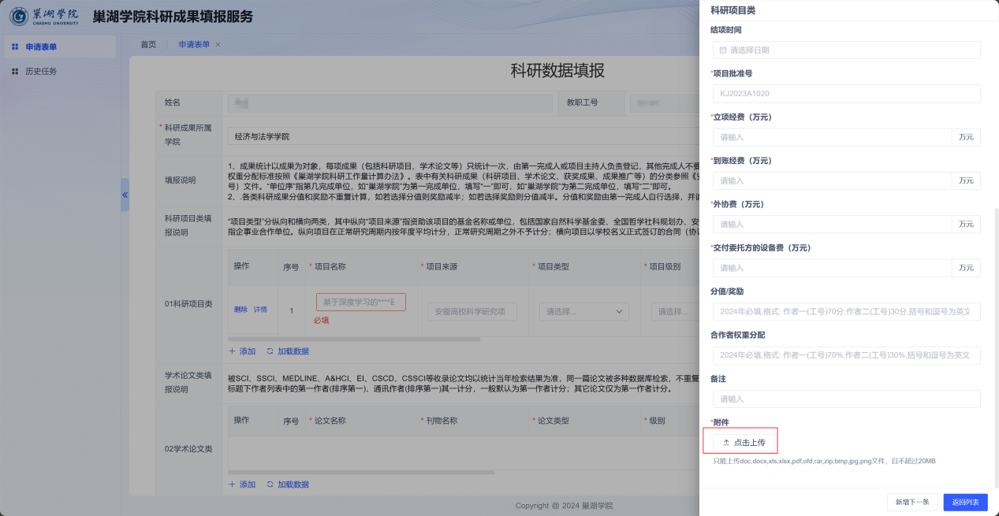 巢湖学院
CHAOHU UNIVERSITY
巢湖学院科研成果填报服务
申请表单
历史任务
首页
申请表单 ×
科研数据填报
姓名
教职工号
* 科研成果所属
学院
经济与法学学院
填报说明
1、成果统计以成果为对象，每项成果（包括科研项目、学术论文等）只统计一次，由第一完成人或项目主持人负责登记，其他完成人不要
权重分配标准按照《巢湖学院科研工作量计算办法》。表中有关科研成果（科研项目、学术论文、获奖成果、成果推广等）的分类参照《安
号）文件。“单位序”指第几完成单位，如“巢湖学院”为第一完成单位，填写“一”即可，如“巢湖学院”为第二完成单位，填写“二”即可。
2、.各类科研成果分值和奖励不重复计算，如若选择分值则奖励减半；如若选择奖励则分值减半。分值和奖励由第一完成人自行选择，并请
科研项目类填
报说明
“项目类型”分纵向和横向两类，其中纵向“项目来源”指资助该项目的基金名称或单位，包括国家自然科学基金委、全国哲学社科规划办、安
指企事业合作单位。纵向项目在正常研究周期内按年度平均计分，正常研究周期之外不予计分；横向项目以学校名义正式签订的合同（协议
01科研项目类
操作
序号
* 项目名称
* 项目来源
* 项目类型
* 项目级别
删除 详情
1
基于深度学习的****研
必填
安徽高校科学研究项
请选择...
请选择...
+ 添加
加载数据
学术论文类填
报说明
被SCI、SSCI、MEDLINE、A&HCI、EI、CSCD、CSSCI等收录论文均以统计当年检索结果为准，同一篇论文被多种数据库检索，不重复
标题下作者列表中的第一作者(排序第一)、通讯作者(排序第一)其一计分，一般默认为第一作者计分；其它论文仅为第一作者计分。
02学术论文类
操作
序号
* 论文名称
* 刊物名称
* 论文类型
* 级别
+ 添加
加载数据
Copyright @ 2024 巢湖学院
科研项目类
结项时间
请选择日期
*项目批准号
KJ2023A1020
*立项经费（万元）
请输入
万元
*到账经费（万元）
请输入
万元
*外协费（万元）
请输入
万元
*交付委托方的设备费（万元）
请输入
万元
分值/奖励
2024年必填,格式: 作者一(工号)70分,作者二(工号)30分,括号和逗号为英文
合作者权重分配
2024年必填,格式: 作者一(工号)70%,作者二(工号)30%,括号和逗号为英文
备注
请输入
*附件
点击上传
只能上传doc,docx,xls,xlsx,pdf,ofd,rar,zip,bmp,jpg,png文件，且不超过20MB
新增下一条
返回列表